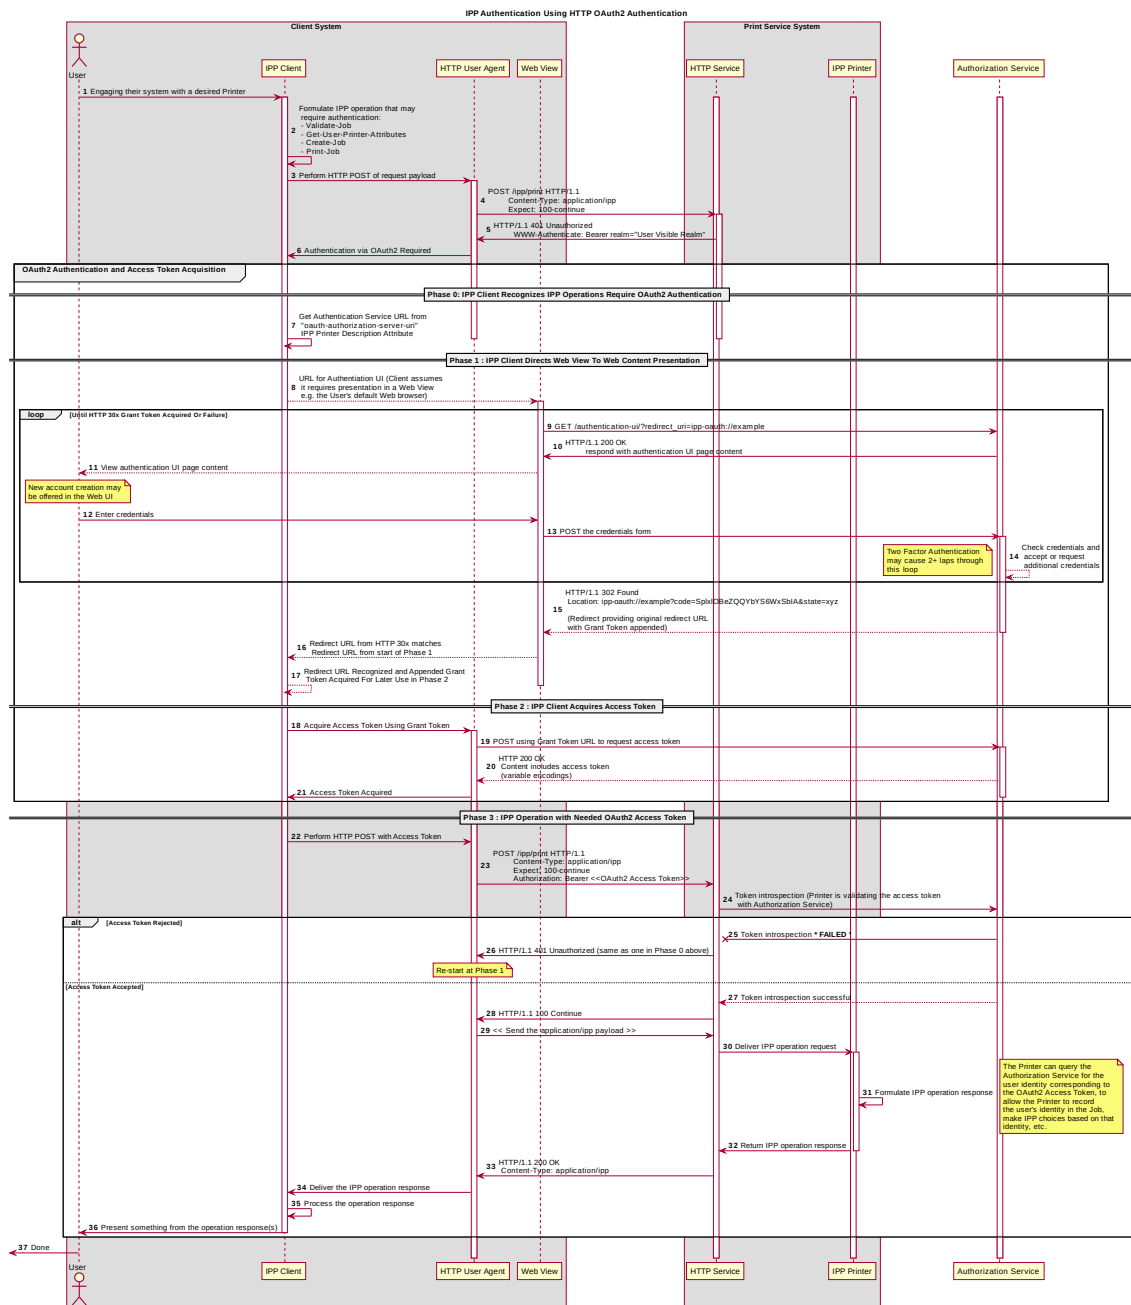 IPP Authentication Using HTTP OAuth2 Authentication
Client System
Print Service System
User
IPP Client
HTTP User Agent
Web View
HTTP Service
IPP Printer
Authorization Service
1 Engaging their system with a desired Printer
Formulate IPP operation that may
require authentication:
2
- Validate-Job
- Get-User-Printer-Attributes
- Create-Job
- Print-Job
3 Perform HTTP POST of request payload
POST /ipp/print HTTP/1.1
4
Content-Type: application/ipp
Expect: 100-continue
5 HTTP/1.1 401 Unauthorized
WWW-Authenticate: Bearer realm="User Visible Realm"
6 Authentication via OAuth2 Required
OAuth2 Authentication and Access Token Acquisition
Phase 0: IPP Client Recognizes IPP Operations Require OAuth2 Authentication
Get Authentication Service URL from
7 "oauth-authorization-server-uri"
IPP Printer Description Attribute
Phase 1 : IPP Client Directs Web View To Web Content Presentation
URL for Authentiation UI (Client assumes
8 it requires presentation in a Web View
e.g. the User's default Web browser)
loop [Until HTTP 30x Grant Token Acquired Or Failure]
9 GET /authentication-ui/?redirect_uri=ipp-oauth://example
10 HTTP/1.1 200 OK
respond with authentication UI page content
11 View authentication UI page content
New account creation may
be offered in the Web UI
12 Enter credentials
13 POST the credentials form
Two Factor Authentication
may cause 2+ laps through
this loop
Check credentials and
14 accept or request
additional credentials
HTTP/1.1 302 Found
Location: ipp-oauth://example?code=SplxlOBeZQQYbYS6WxSbIA&state=xyz
15
(Redirect providing original redirect URL
with Grant Token appended)
16 Redirect URL from HTTP 30x matches
Redirect URL from start of Phase 1
17 Redirect URL Recognized and Appended Grant
Token Acquired For Later Use in Phase 2
Phase 2 : IPP Client Acquires Access Token
18 Acquire Access Token Using Grant Token
19 POST using Grant Token URL to request access token
HTTP 200 OK
20 Content includes access token
(variable encodings)
21 Access Token Acquired
Phase 3 : IPP Operation with Needed OAuth2 Access Token
22 Perform HTTP POST with Access Token
POST /ipp/print HTTP/1.1
23 Content-Type: application/ipp
Expect: 100-continue
Authorization: Bearer <<OAuth2 Access Token>>
24 Token introspection (Printer is validating the access token
with Authorization Service)
alt [Access Token Rejected]
25 Token introspection * FAILED *
26 HTTP/1.1 401 Unauthorized (same as one in Phase 0 above)
Re-start at Phase 1
[Access Token Accepted]
27 Token introspection successful
28 HTTP/1.1 100 Continue
29 << Send the application/ipp payload >>
30 Deliver IPP operation request
The Printer can query the
Authorization Service for the
user identity corresponding to
the OAuth2 Access Token, to
allow the Printer to record
the user's identity in the Job,
make IPP choices based on that
identity, etc.
31 Formulate IPP operation response
32 Return IPP operation response
33 HTTP/1.1 200 OK
Content-Type: application/ipp
34 Deliver the IPP operation response
35 Process the operation response
36 Present something from the operation response(s)
37 Done
User
IPP Client
HTTP User Agent
Web View
HTTP Service
IPP Printer
Authorization Service